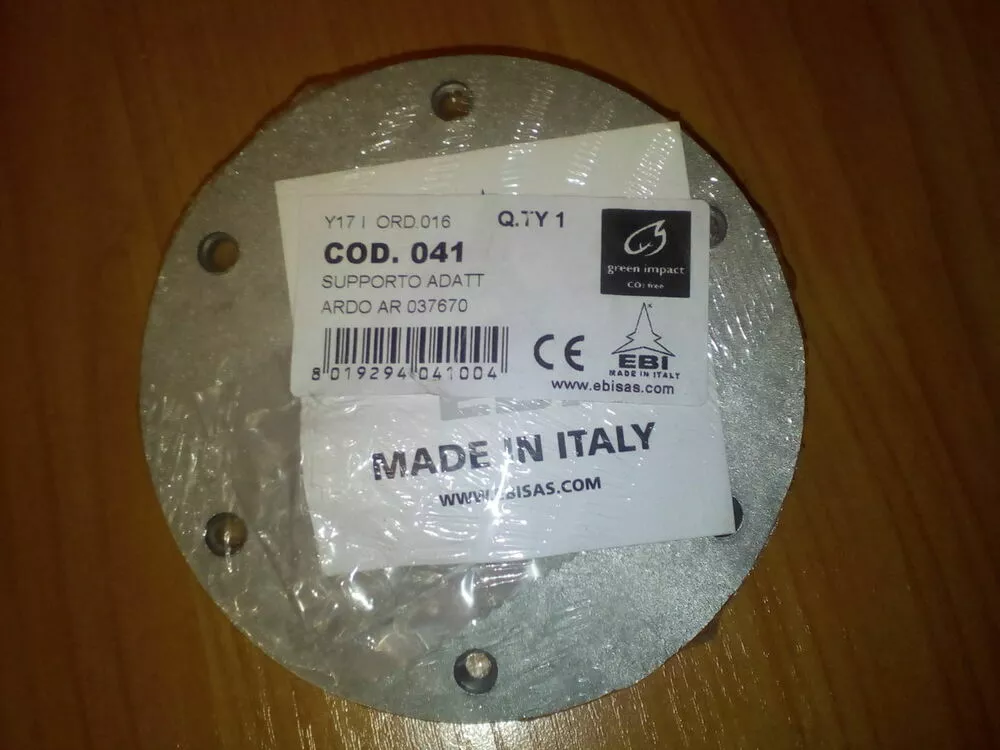 Y17 I ORD.016 Q.TY 1
COD. 041
SUPPORTO ADATT
ARDO AR 037670
8 019294 041004
green impact
CO2 free
CE
EBI
MADE IN ITALY
www.ebisas.com
MADE IN ITALY
WWW.EBISAS.COM